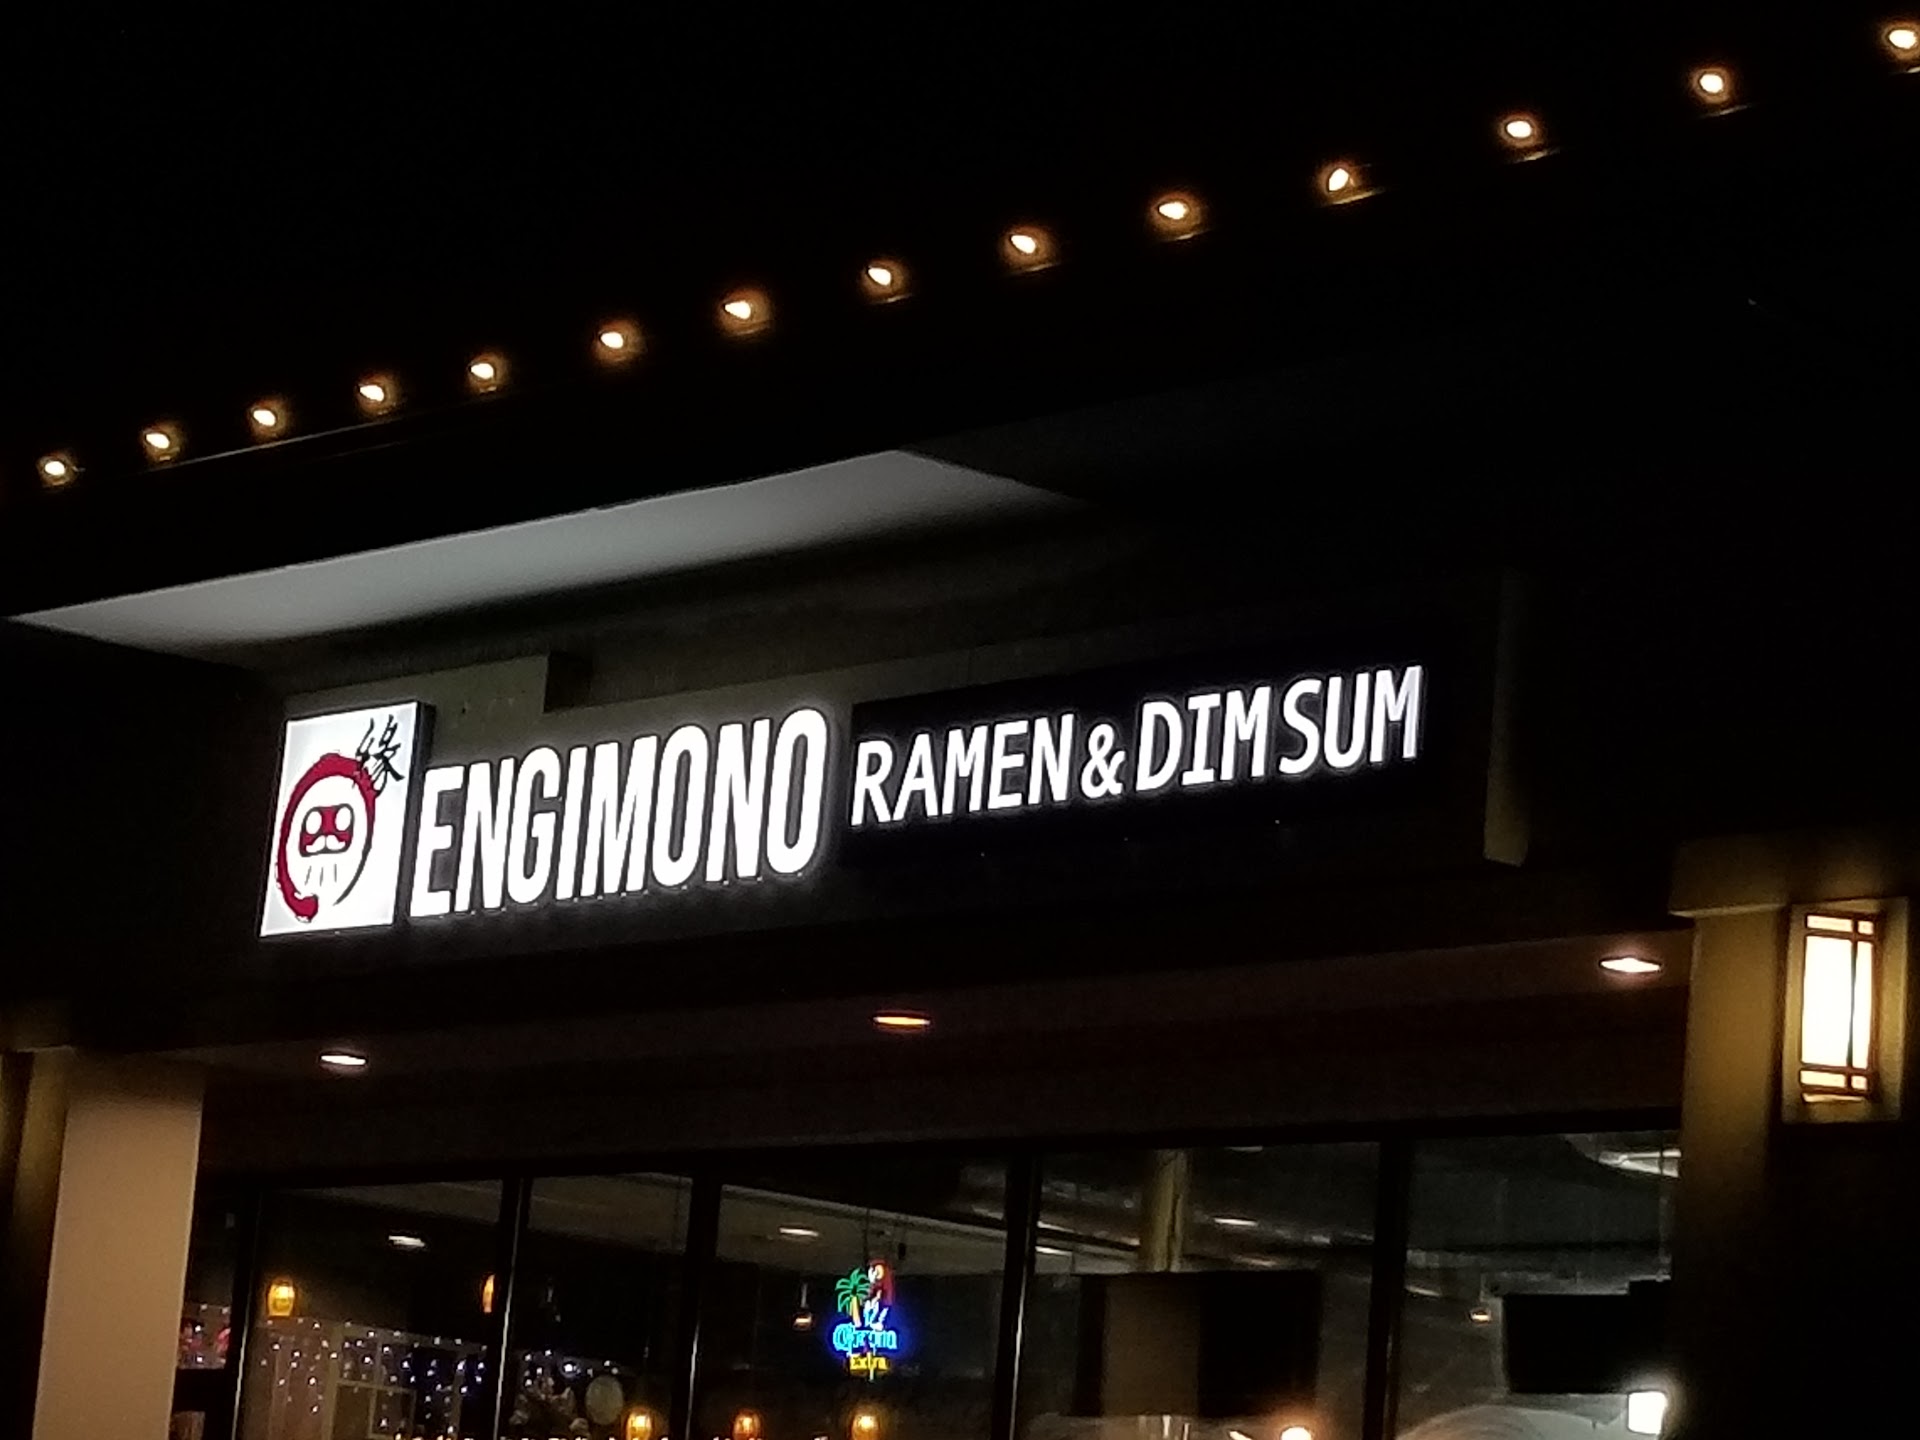 縁
ENGIMONO RAMEN & DIM SUM
Corona
Extra